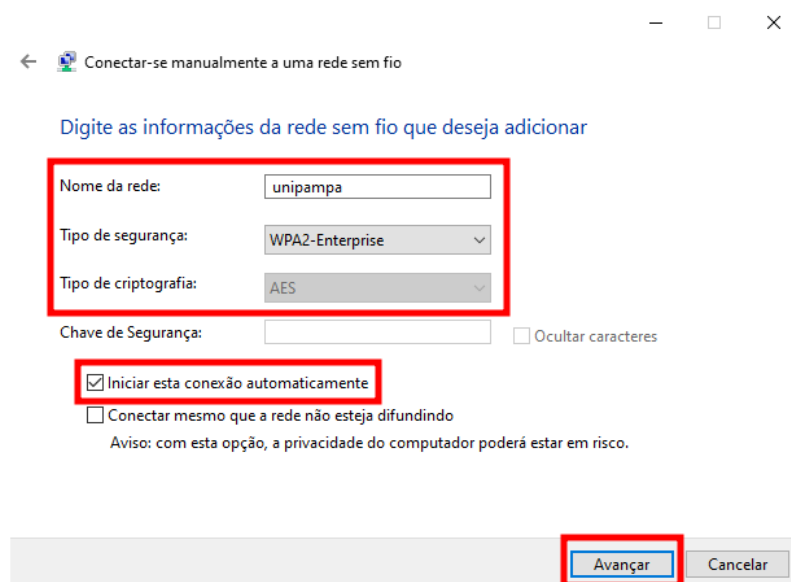 Conectar-se manualmente a uma rede sem fio
Digite as informações da rede sem fio que deseja adicionar
Nome da rede: unipampa
Tipo de segurança: WPA2-Enterprise
Tipo de criptografia: AES
Chave de Segurança: Ocultar caracteres
Iniciar esta conexão automaticamente
Conectar mesmo que a rede não esteja difundindo
Aviso: com esta opção, a privacidade do computador poderá estar em risco.
Avançar Cancelar